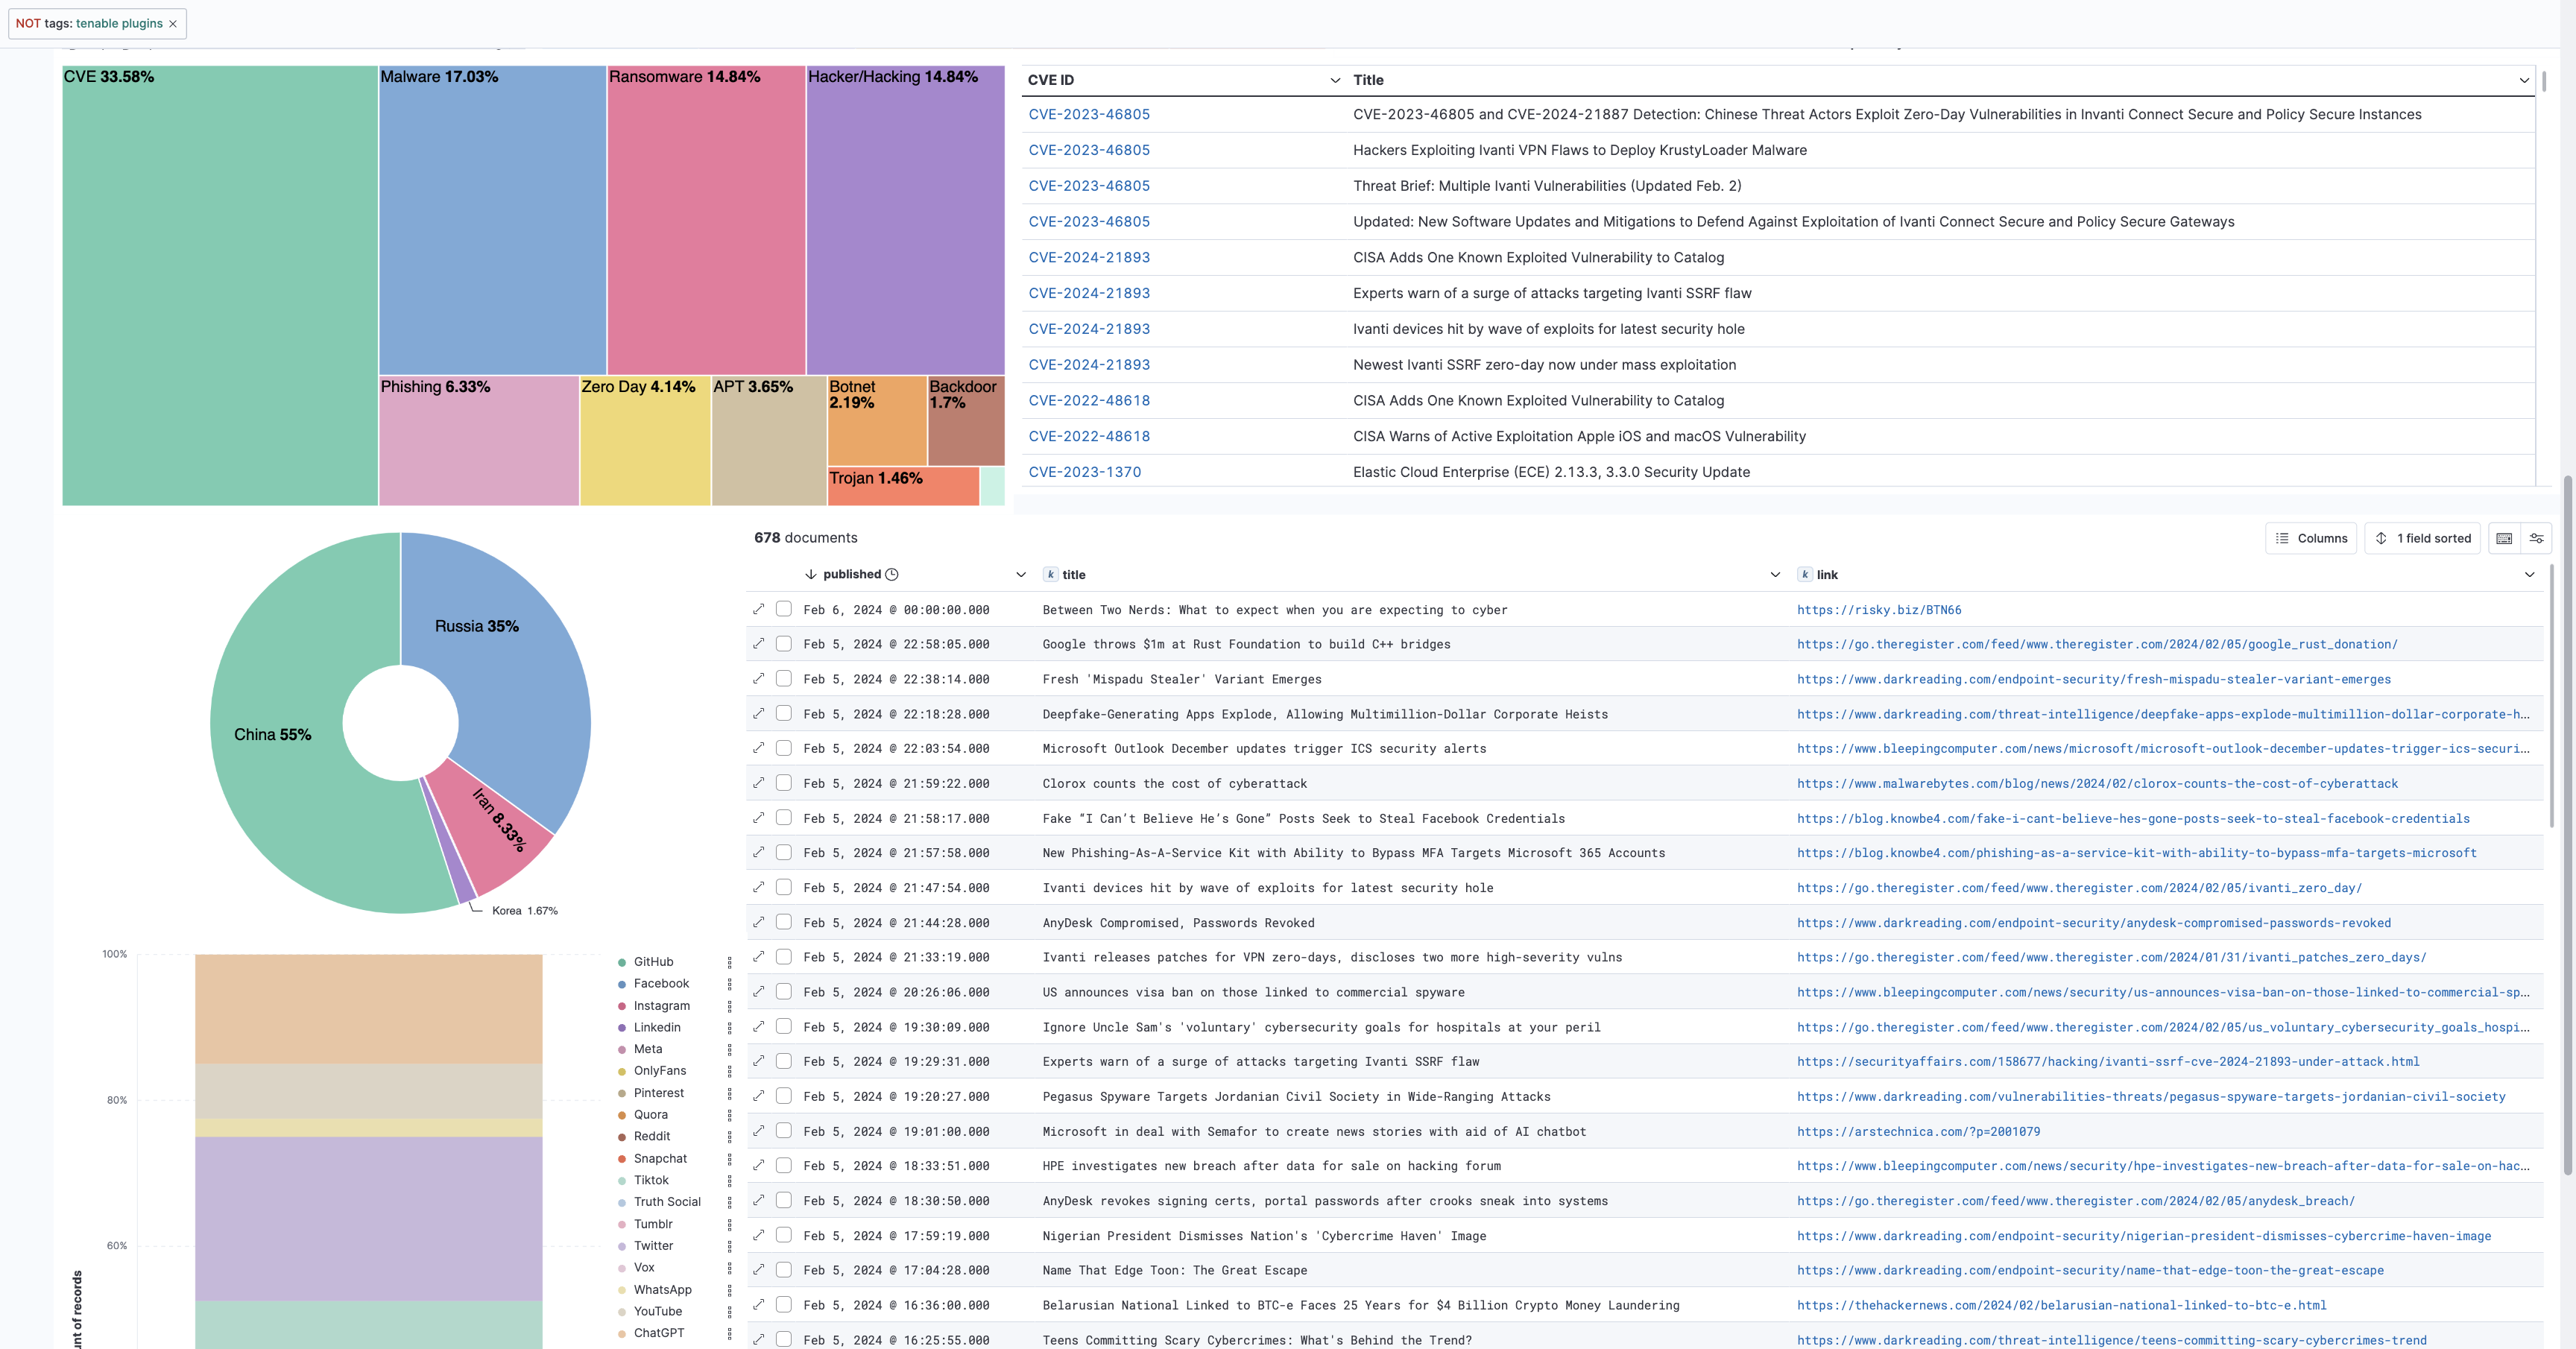 NOT tags: tenable plugins ×
CVE 33.58%
Malware 17.03%
Ransomware 14.84%
Hacker/Hacking 14.84%
Phishing 6.33%
Zero Day 4.14%
APT 3.65%
Botnet
2.19%
Backdoor
1.7%
Trojan 1.46%
CVE ID Title
CVE-2023-46805 CVE-2023-46805 and CVE-2024-21887 Detection: Chinese Threat Actors Exploit Zero-Day Vulnerabilities in Invanti Connect Secure and Policy Secure Instances
CVE-2023-46805 Hackers Exploiting Ivanti VPN Flaws to Deploy KrustyLoader Malware
CVE-2023-46805 Threat Brief: Multiple Ivanti Vulnerabilities (Updated Feb. 2)
CVE-2023-46805 Updated: New Software Updates and Mitigations to Defend Against Exploitation of Ivanti Connect Secure and Policy Secure Gateways
CVE-2024-21893 CISA Adds One Known Exploited Vulnerability to Catalog
CVE-2024-21893 Experts warn of a surge of attacks targeting Ivanti SSRF flaw
CVE-2024-21893 Ivanti devices hit by wave of exploits for latest security hole
CVE-2024-21893 Newest Ivanti SSRF zero-day now under mass exploitation
CVE-2022-48618 CISA Adds One Known Exploited Vulnerability to Catalog
CVE-2022-48618 CISA Warns of Active Exploitation Apple iOS and macOS Vulnerability
CVE-2023-1370 Elastic Cloud Enterprise (ECE) 2.13.3, 3.3.0 Security Update
Russia 35%
China 55%
Iran 8.33%
Korea 1.67%
100%
80%
60%
unt of records
GitHub
Facebook
Instagram
Linkedin
Meta
OnlyFans
Pinterest
Quora
Reddit
Snapchat
Tiktok
Truth Social
Tumblr
Twitter
Vox
WhatsApp
YouTube
ChatGPT
678 documents
Columns 1 field sorted
published k title k link
Feb 6, 2024 @ 00:00:00.000 Between Two Nerds: What to expect when you are expecting to cyber https://risky.biz/BTN66
Feb 5, 2024 @ 22:58:05.000 Google throws $1m at Rust Foundation to build C++ bridges https://go.theregister.com/feed/www.theregister.com/2024/02/05/google_rust_donation/
Feb 5, 2024 @ 22:38:14.000 Fresh 'Mispadu Stealer' Variant Emerges https://www.darkreading.com/endpoint-security/fresh-mispadu-stealer-variant-emerges
Feb 5, 2024 @ 22:18:28.000 Deepfake-Generating Apps Explode, Allowing Multimillion-Dollar Corporate Heists https://www.darkreading.com/threat-intelligence/deepfake-apps-explode-multimillion-dollar-corporate-h...
Feb 5, 2024 @ 22:03:54.000 Microsoft Outlook December updates trigger ICS security alerts https://www.bleepingcomputer.com/news/microsoft/microsoft-outlook-december-updates-trigger-ics-securi...
Feb 5, 2024 @ 21:59:22.000 Clorox counts the cost of cyberattack https://www.malwarebytes.com/blog/news/2024/02/clorox-counts-the-cost-of-cyberattack
Feb 5, 2024 @ 21:58:17.000 Fake “I Can’t Believe He’s Gone” Posts Seek to Steal Facebook Credentials https://blog.knowbe4.com/fake-i-cant-believe-hes-gone-posts-seek-to-steal-facebook-credentials
Feb 5, 2024 @ 21:57:58.000 New Phishing-As-A-Service Kit with Ability to Bypass MFA Targets Microsoft 365 Accounts https://blog.knowbe4.com/phishing-as-a-service-kit-with-ability-to-bypass-mfa-targets-microsoft
Feb 5, 2024 @ 21:47:54.000 Ivanti devices hit by wave of exploits for latest security hole https://go.theregister.com/feed/www.theregister.com/2024/02/05/ivanti_zero_day/
Feb 5, 2024 @ 21:44:28.000 AnyDesk Compromised, Passwords Revoked https://www.darkreading.com/endpoint-security/anydesk-compromised-passwords-revoked
Feb 5, 2024 @ 21:33:19.000 Ivanti releases patches for VPN zero-days, discloses two more high-severity vulns https://go.theregister.com/feed/www.theregister.com/2024/01/31/ivanti_patches_zero_days/
Feb 5, 2024 @ 20:26:06.000 US announces visa ban on those linked to commercial spyware https://www.bleepingcomputer.com/news/security/us-announces-visa-ban-on-those-linked-to-commercial-sp...
Feb 5, 2024 @ 19:30:09.000 Ignore Uncle Sam's 'voluntary' cybersecurity goals for hospitals at your peril https://go.theregister.com/feed/www.theregister.com/2024/02/05/us_voluntary_cybersecurity_goals_hospi...
Feb 5, 2024 @ 19:29:31.000 Experts warn of a surge of attacks targeting Ivanti SSRF flaw https://securityaffairs.com/158677/hacking/ivanti-ssrf-cve-2024-21893-under-attack.html
Feb 5, 2024 @ 19:20:27.000 Pegasus Spyware Targets Jordanian Civil Society in Wide-Ranging Attacks https://www.darkreading.com/vulnerabilities-threats/pegasus-spyware-targets-jordanian-civil-society
Feb 5, 2024 @ 19:01:00.000 Microsoft in deal with Semafor to create news stories with aid of AI chatbot https://arstechnica.com/?p=2001079
Feb 5, 2024 @ 18:33:51.000 HPE investigates new breach after data for sale on hacking forum https://www.bleepingcomputer.com/news/security/hpe-investigates-new-breach-after-data-for-sale-on-hac...
Feb 5, 2024 @ 18:30:50.000 AnyDesk revokes signing certs, portal passwords after crooks sneak into systems https://go.theregister.com/feed/www.theregister.com/2024/02/05/anydesk_breach/
Feb 5, 2024 @ 17:59:19.000 Nigerian President Dismisses Nation's 'Cybercrime Haven' Image https://www.darkreading.com/endpoint-security/nigerian-president-dismisses-cybercrime-haven-image
Feb 5, 2024 @ 17:04:28.000 Name That Edge Toon: The Great Escape https://www.darkreading.com/endpoint-security/name-that-edge-toon-the-great-escape
Feb 5, 2024 @ 16:36:00.000 Belarusian National Linked to BTC-e Faces 25 Years for $4 Billion Crypto Money Laundering https://thehackernews.com/2024/02/belarusian-national-linked-to-btc-e.html
Feb 5, 2024 @ 16:25:55.000 Teens Committing Scary Cybercrimes: What's Behind the Trend? https://www.darkreading.com/threat-intelligence/teens-committing-scary-cybercrimes-trend